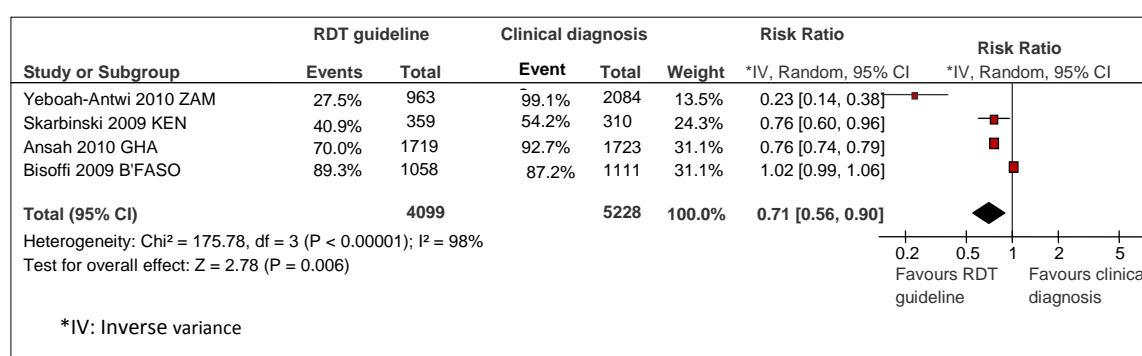 RDT guideline Clinical diagnosis Risk Ratio Risk Ratio
Study or Subgroup Events Total Event Total Weight *IV, Random, 95% CI *IV, Random, 95% CI
Yeboah-Antwi 2010 ZAM 27.5% 963 99.1% 2084 13.5% 0.23 [0.14, 0.38]
Skarbinski 2009 KEN 40.9% 359 54.2% 310 24.3% 0.76 [0.60, 0.96]
Ansah 2010 GHA 70.0% 1719 92.7% 1723 31.1% 0.76 [0.74, 0.79]
Bisoffi 2009 B'FASO 89.3% 1058 87.2% 1111 31.1% 1.02 [0.99, 1.06]
Total (95% CI) 4099 5228 100.0% 0.71 [0.56, 0.90]
Heterogeneity: Chi² = 175.78, df = 3 (P < 0.00001); I² = 98%
Test for overall effect: Z = 2.78 (P = 0.006)
0.2 0.5 1 2 5
Favours RDT Favours clinica
guideline diagnosis
*IV: Inverse variance